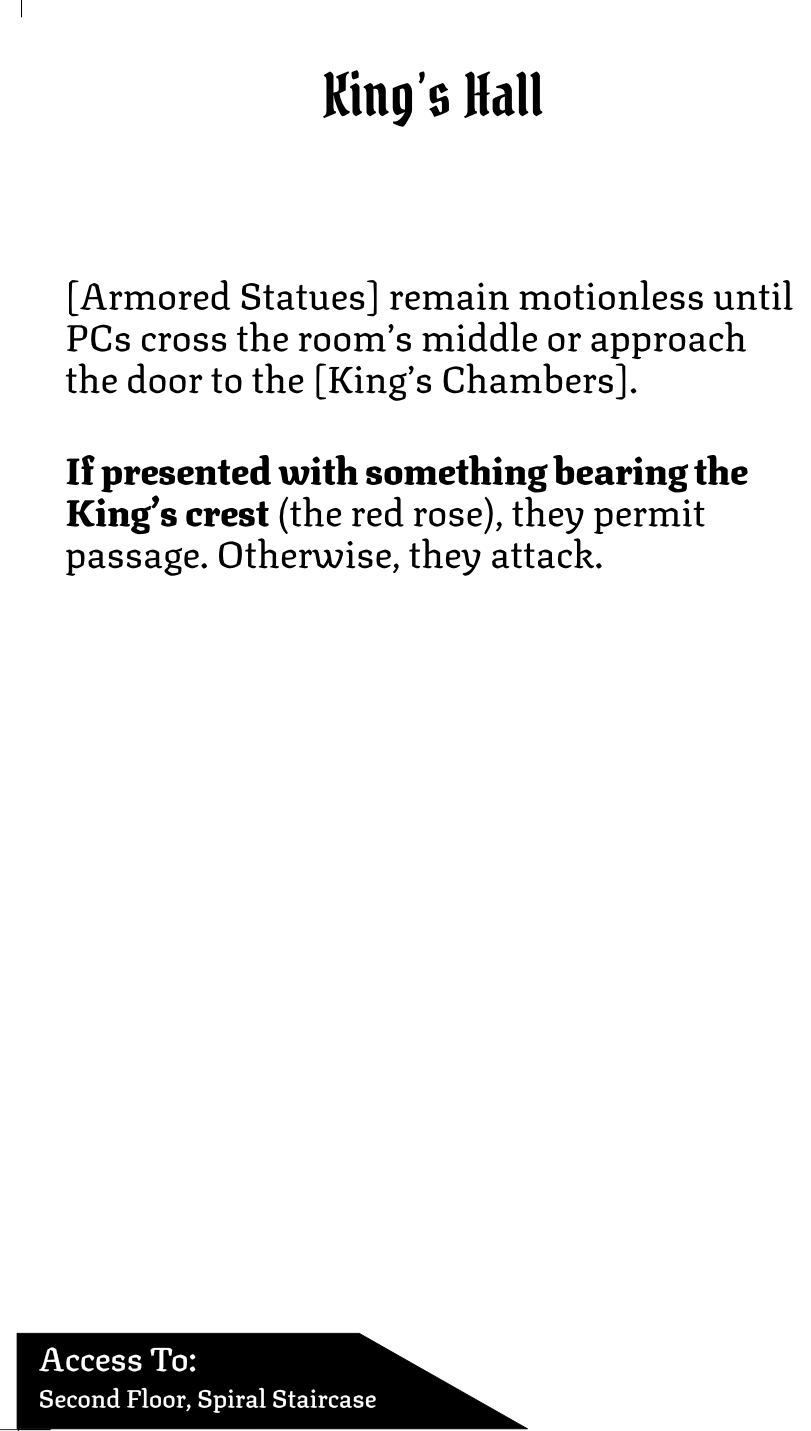 King's Hall
[Armored Statues] remain motionless until
PCs cross the room’s middle or approach
the door to the [King’s Chambers].
If presented with something bearing the
King’s crest (the red rose), they permit
passage. Otherwise, they attack.
Access To:
Second Floor, Spiral Staircase